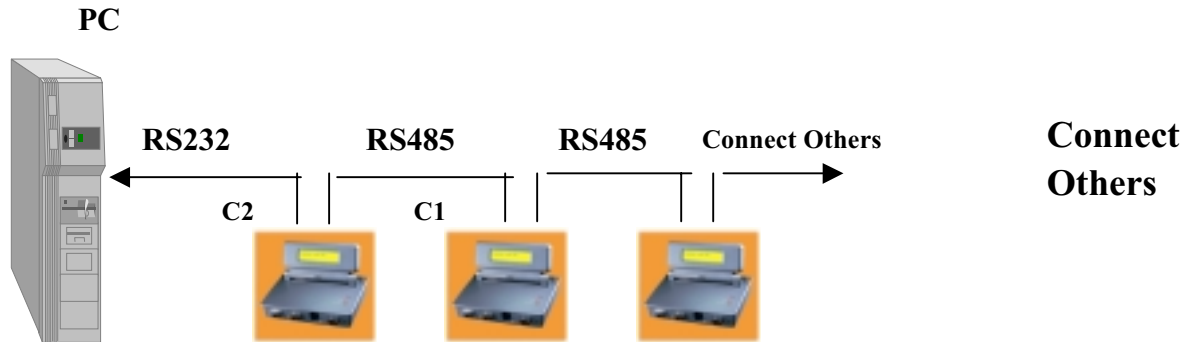 PC
RS232
RS485
RS485
Connect Others
Connect
Others
C2
C1